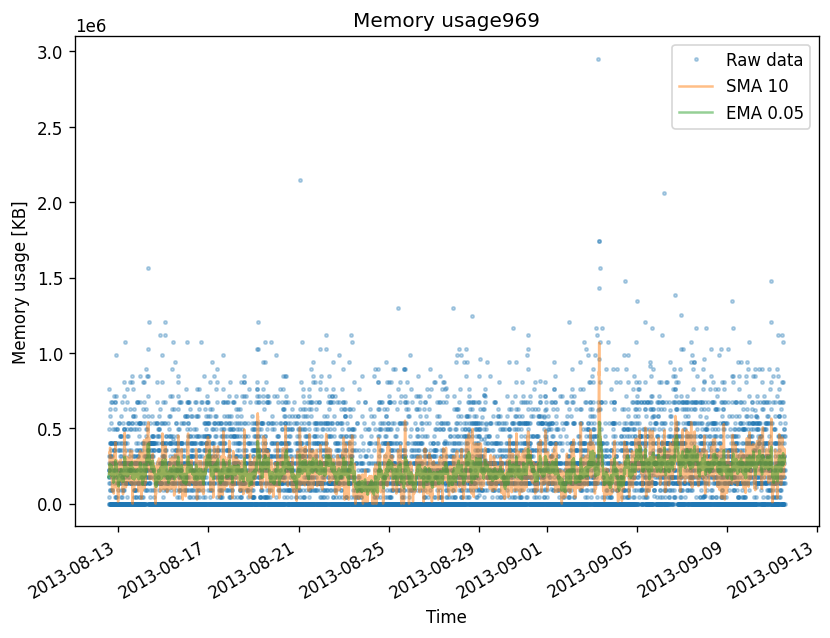 Memory usage969
1e6
3.0
2.5
2.0
1.5
1.0
0.5
0.0
Memory usage [KB]
Raw data
SMA 10
EMA 0.05
2013-08-13
2013-08-17
2013-08-21
2013-08-25
2013-08-29
2013-09-01
2013-09-05
2013-09-09
2013-09-13
Time